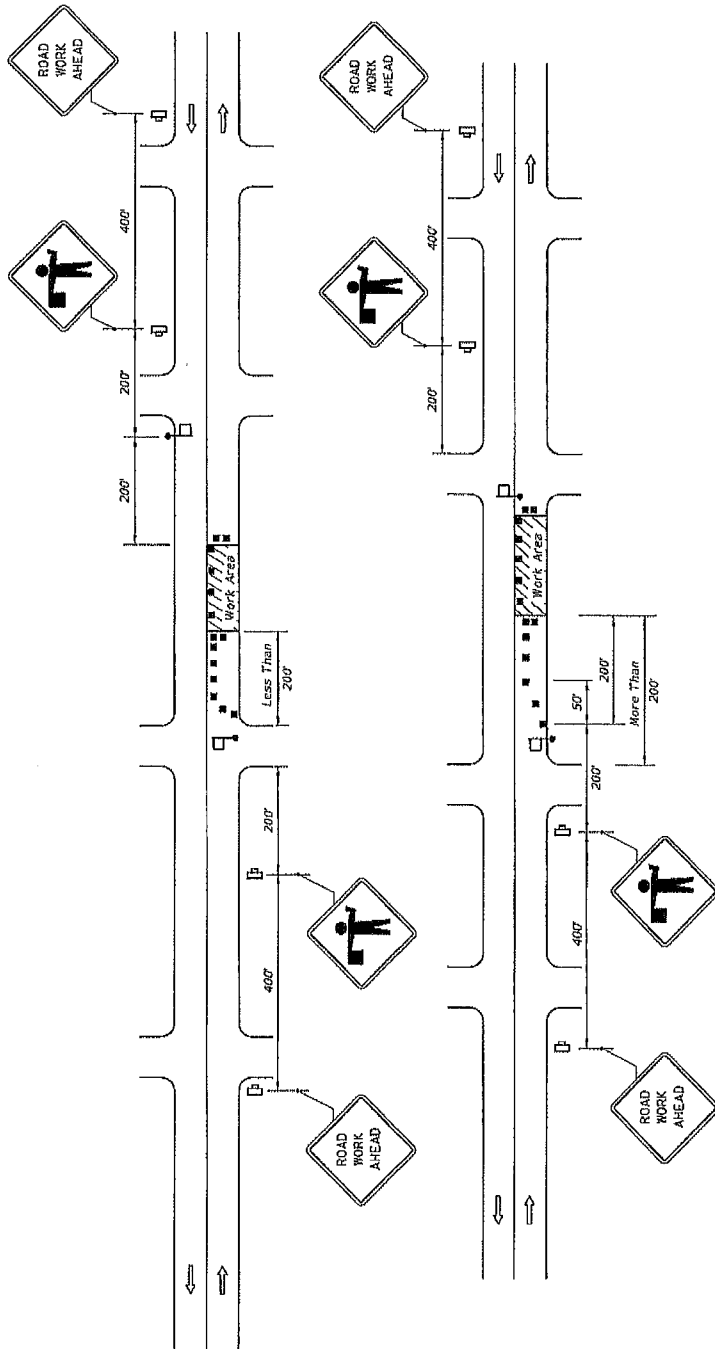 ROAD
WORK
AHEAD
400'
200'
200'
Work Area
Less Than
200'
200'
400'
ROAD
WORK
AHEAD
ROAD
WORK
AHEAD
400'
200'
Work Area
200'
50'
More Than
200'
200'
400'
ROAD
WORK
AHEAD